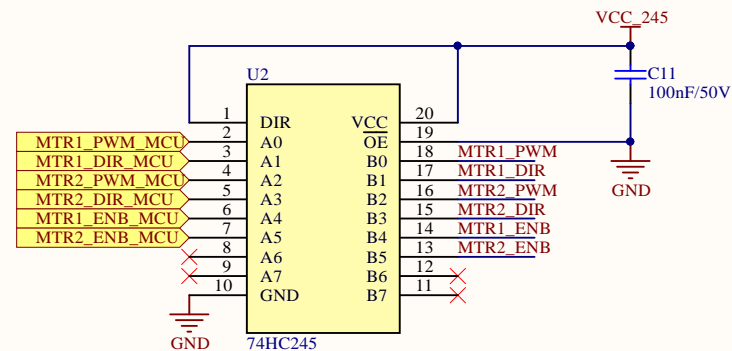 VCC_245
C11
100nF/50V
GND
U2
1 DIR VCC 20
MTR1_PWM_MCU 2 A0 OE 19
MTR1_DIR_MCU 3 A1 B0 18 MTR1_PWM
MTR2_PWM_MCU 4 A2 B1 17 MTR1_DIR
MTR2_DIR_MCU 5 A3 B2 16 MTR2_PWM
MTR1_ENB_MCU 6 A4 B3 15 MTR2_DIR
MTR2_ENB_MCU 7 A5 B4 14 MTR1_ENB
8 A6 B5 13 MTR2_ENB
9 A7 B6 12
10 GND B7 11
GND
74HC245